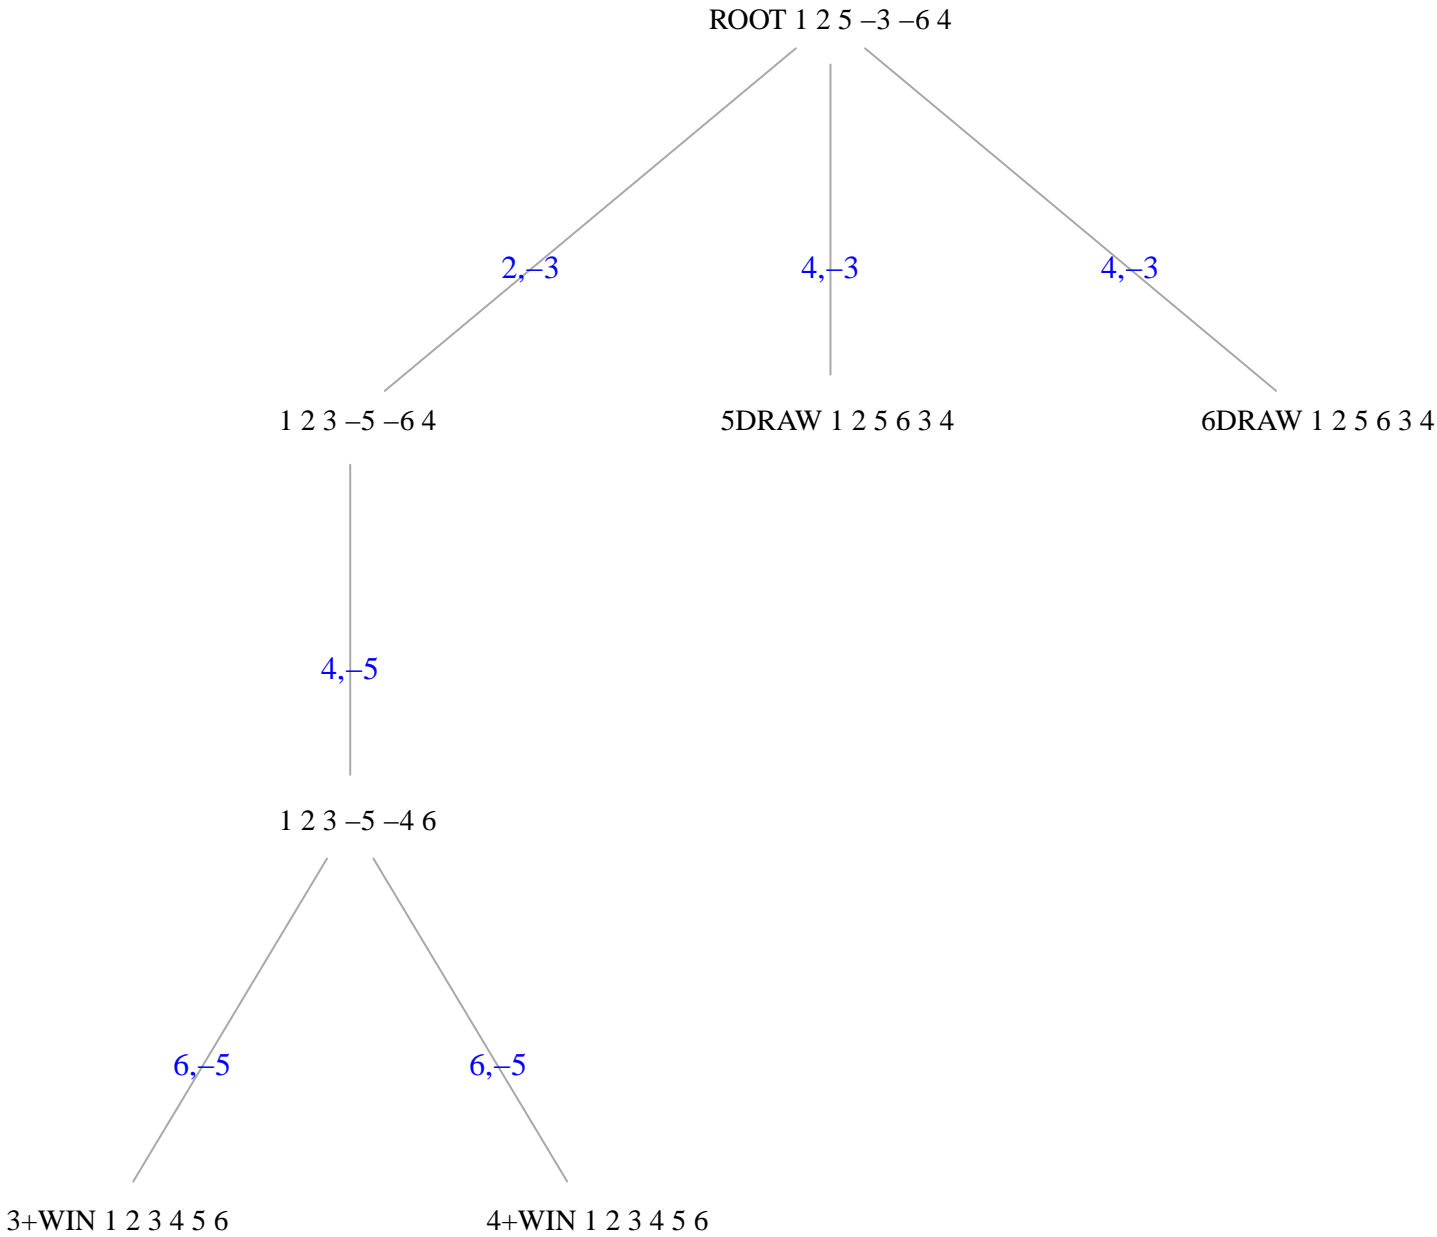 ROOT 1 2 5 –3 –6 4
2,–3
4,–3
4,–3
1 2 3 –5 –6 4
5DRAW 1 2 5 6 3 4
6DRAW 1 2 5 6 3 4
4,–5
1 2 3 –5 –4 6
6,–5
6,–5
3+WIN 1 2 3 4 5 6
4+WIN 1 2 3 4 5 6